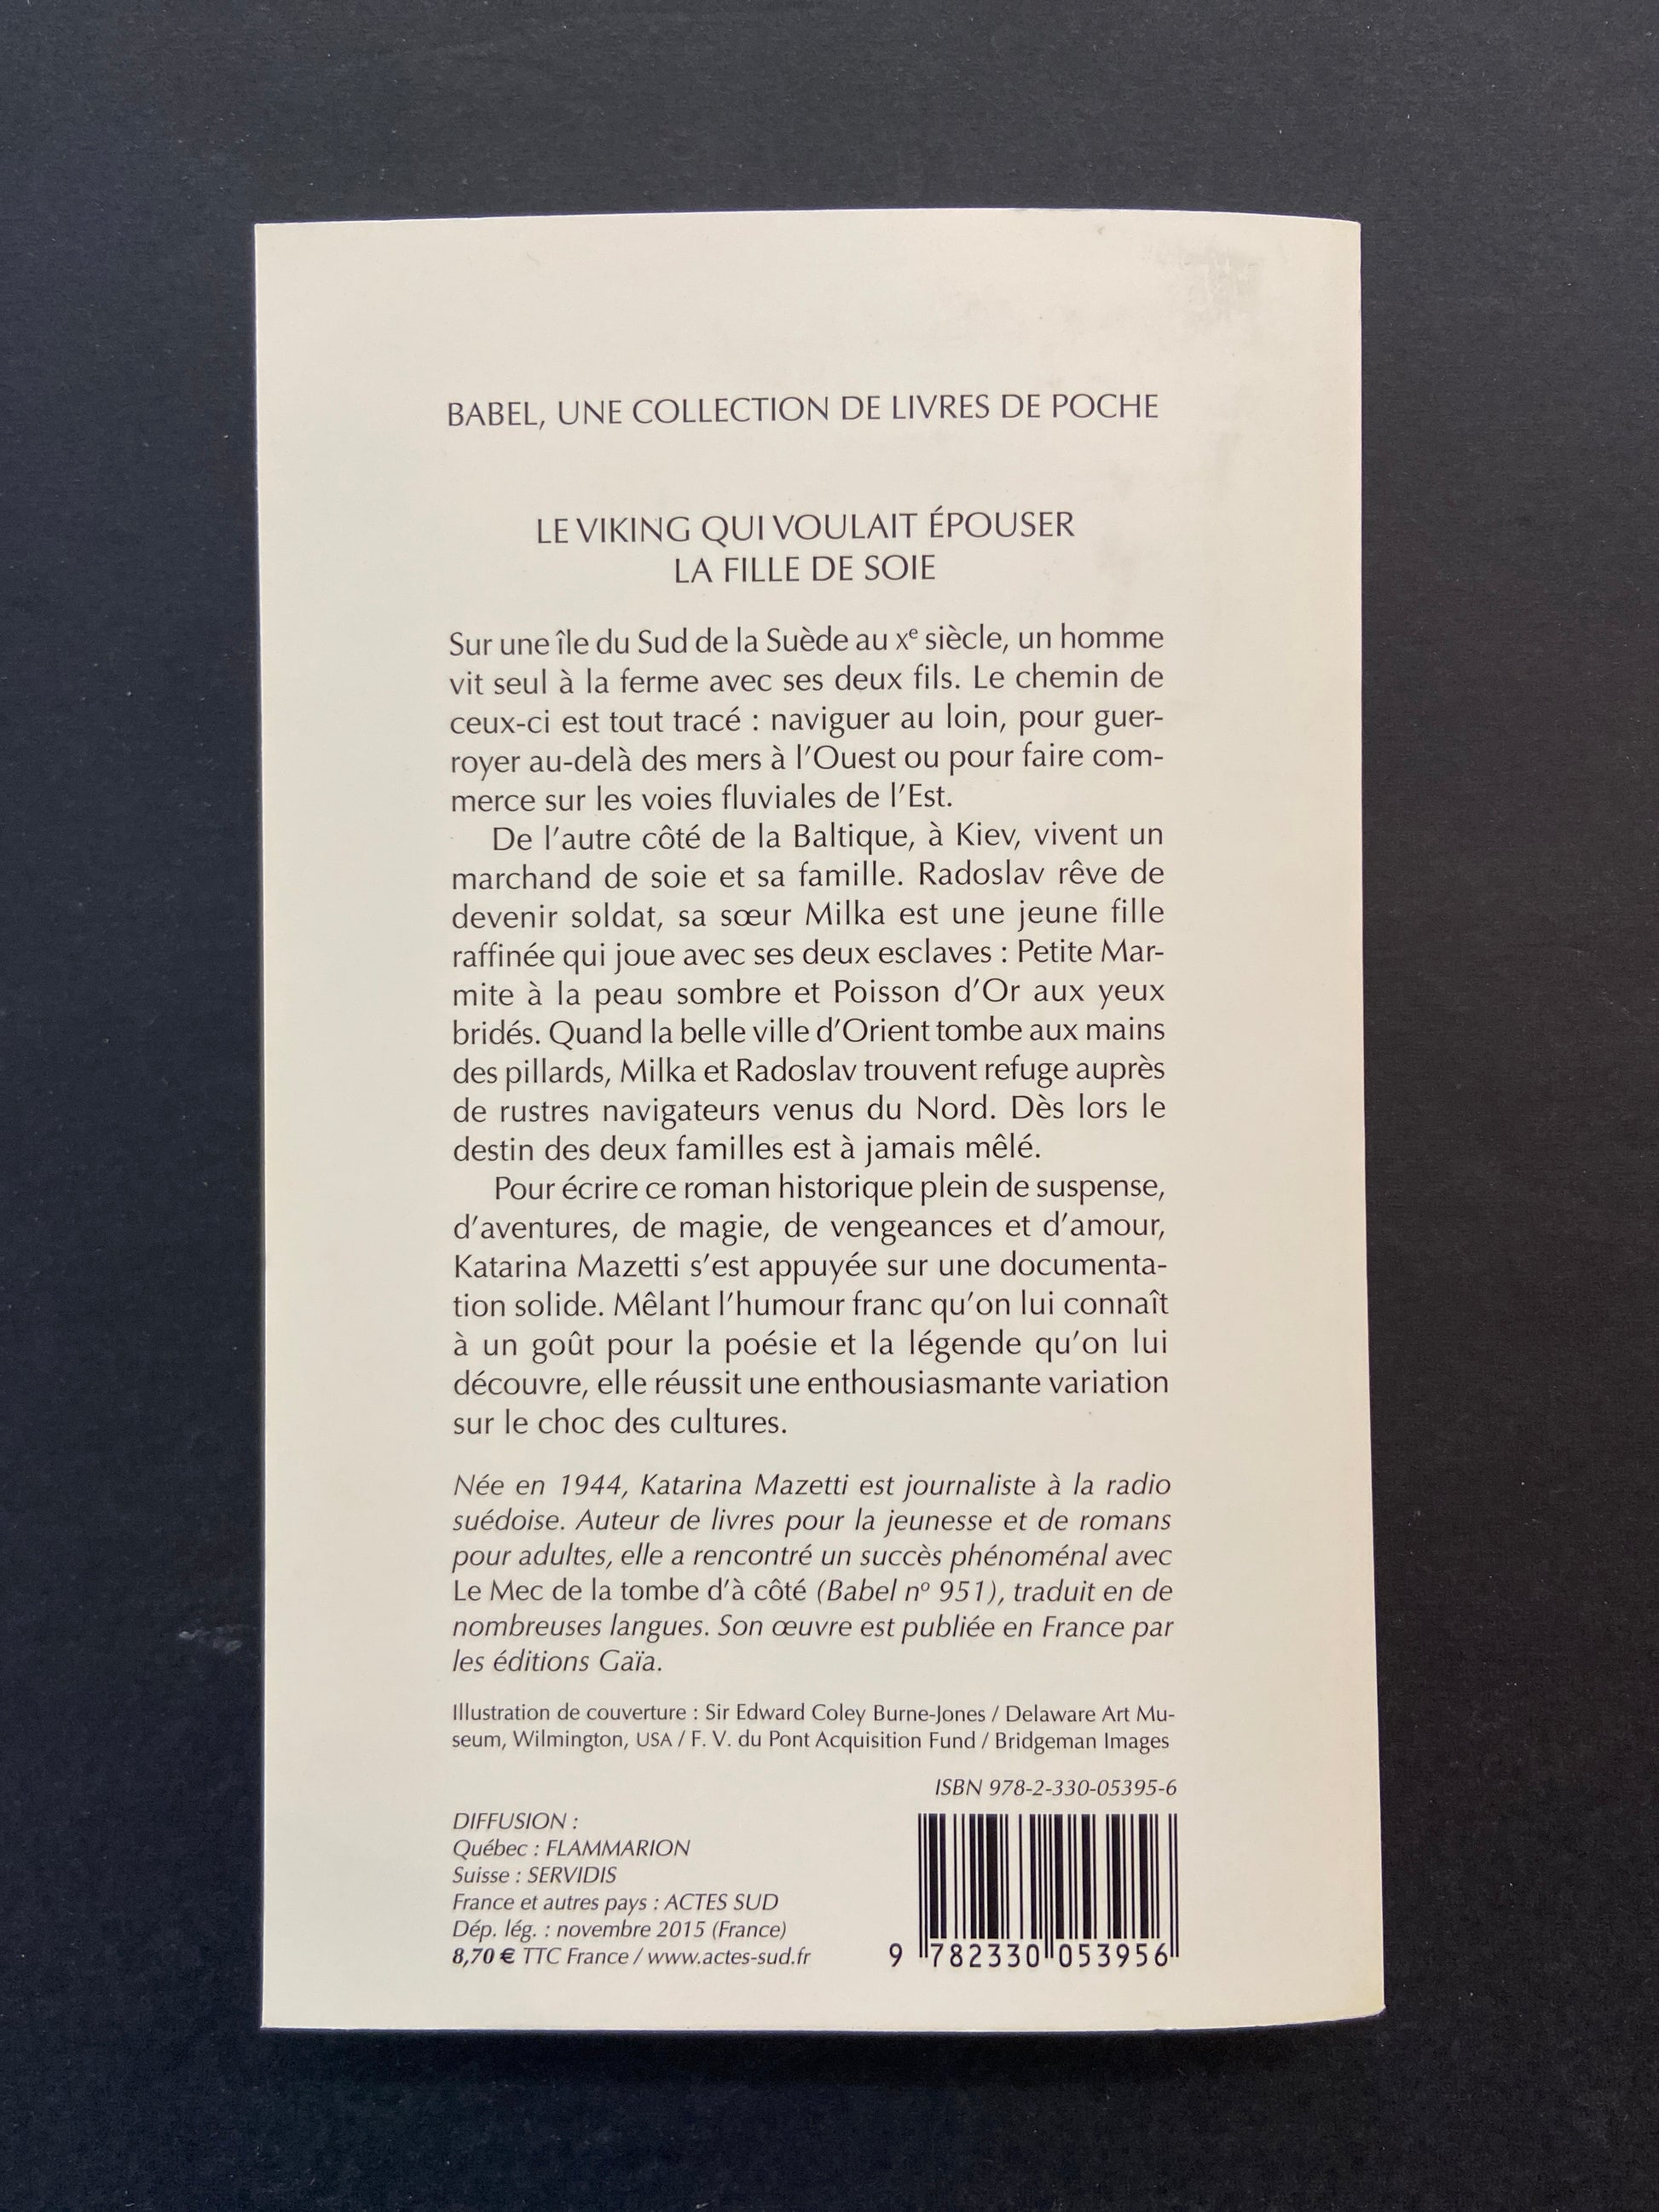 BABEL, UNE COLLECTION DE LIVRES DE POCHE
LE VIKING QUI VOULAIT ÉPOUSER
LA FILLE DE SOIE
Sur une île du Sud de la Suède au Xᵉ siècle, un homme
vit seul à la ferme avec ses deux fils. Le chemin de
ceux-ci est tout tracé : naviguer au loin, pour guer-
royer au-delà des mers à l'Ouest ou pour faire com-
merce sur les voies fluviales de l'Est.
De l'autre côté de la Baltique, à Kiev, vivent un
marchand de soie et sa famille. Radoslav rêve de
devenir soldat, sa sœur Milka est une jeune fille
raffinée qui joue avec ses deux esclaves : Petite Mar-
mite à la peau sombre et Poisson d'Or aux yeux
bridés. Quand la belle ville d'Orient tombe aux mains
des pillards, Milka et Radoslav trouvent refuge auprès
de rustres navigateurs venus du Nord. Dès lors le
destin des deux familles est à jamais mêlé.
Pour écrire ce roman historique plein de suspense,
d'aventures, de magie, de vengeances et d'amour,
Katarina Mazetti s'est appuyée sur une documenta-
tion solide. Mêlant l'humour franc qu'on lui connaît
à un goût pour la poésie et la légende qu'on lui
découvre, elle réussit une enthousiasmante variation
sur le choc des cultures.
Née en 1944, Katarina Mazetti est journaliste à la radio
suédoise. Auteur de livres pour la jeunesse et de romans
pour adultes, elle a rencontré un succès phénoménal avec
Le Mec de la tombe d'à côté (Babel nº 951), traduit en de
nombreuses langues. Son œuvre est publiée en France par
les éditions Gaïa.
Illustration de couverture : Sir Edward Coley Burne-Jones / Delaware Art Mu-
seum, Wilmington, USA / F. V. du Pont Acquisition Fund / Bridgeman Images
ISBN 978-2-330-05395-6
DIFFUSION :
Québec : FLAMMARION
Suisse : SERVIDIS
France et autres pays : ACTES SUD
Dép. lég. : novembre 2015 (France)
8,70 € TTC France / www.actes-sud.fr
9 782330 053956